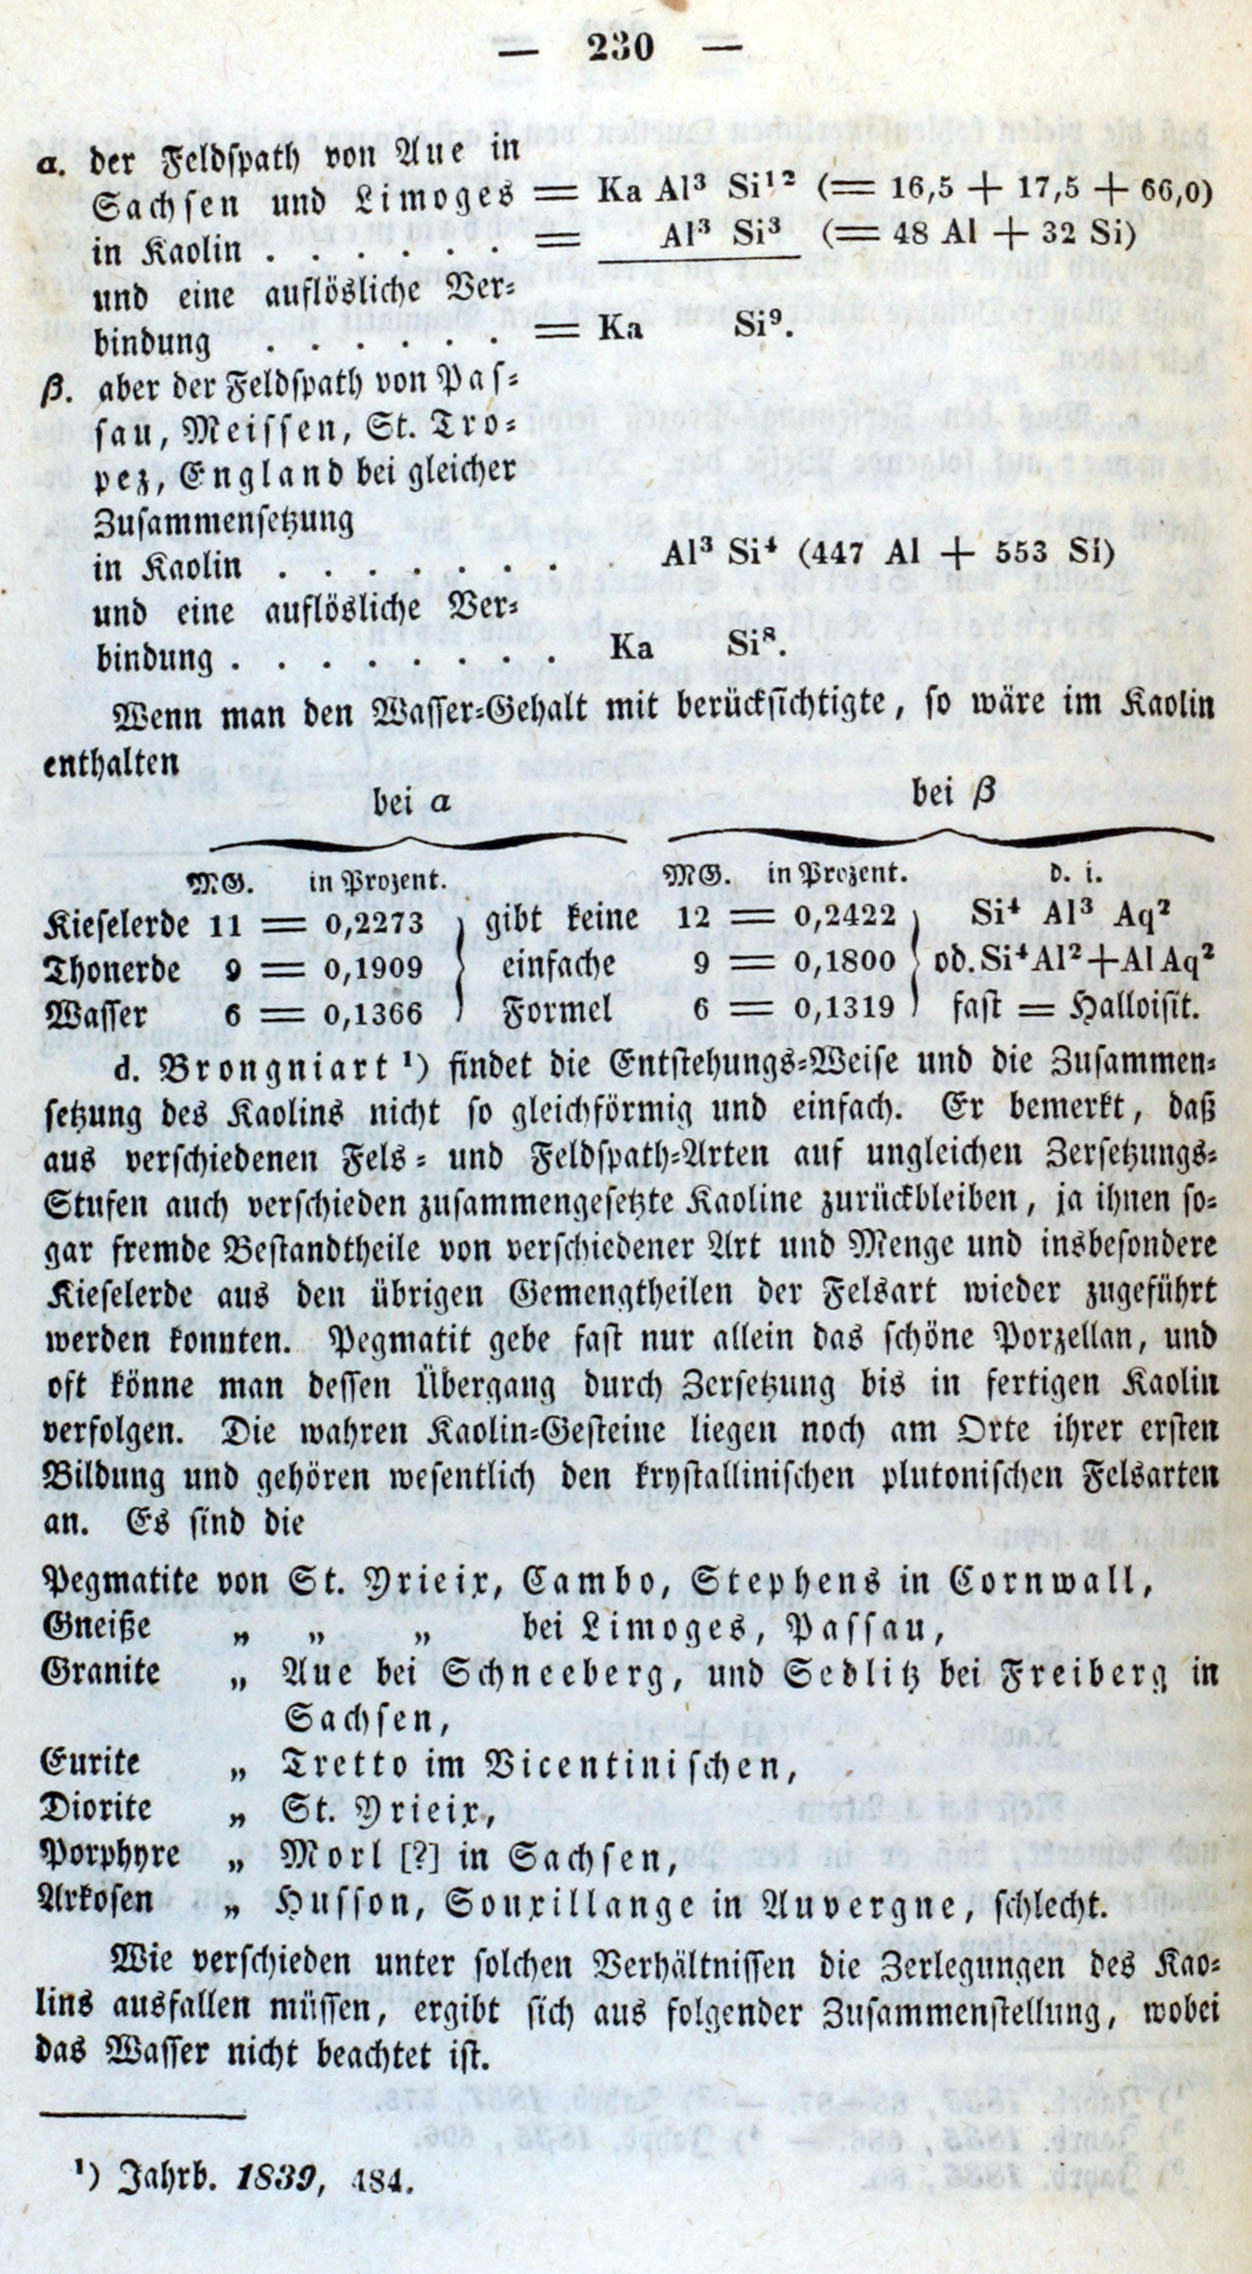 — 230 —
α. der Feldspath von Aue in
Sachsen und Limoges = Ka Al³ Si¹² (= 16,5 + 17,5 + 66,0)
in Kaolin . . . . . . = Al³ Si³ (= 48 Al + 32 Si)
und eine auflösliche Ver-
bindung . . . . . . = Ka Si⁹.
β. aber der Feldspath von Pas-
sau, Meissen, St. Tro-
pez, England bei gleicher
Zusammensetzung
in Kaolin . . . . . . . . Al³ Si⁴ (447 Al + 553 Si)
und eine auflösliche Ver-
bindung . . . . . . . . Ka Si⁸.
Wenn man den Wasser-Gehalt mit berücksichtigte, so wäre im Kaolin
enthalten
bei α bei β
MG. in Prozent. MG. in Prozent. d. i.
Kieselerde 11 = 0,2273 gibt keine 12 = 0,2422 Si⁴ Al³ Aq²
Thonerde 9 = 0,1909 einfache 9 = 0,1800 od. Si⁴Al²+AlAq²
Wasser 6 = 0,1366 Formel 6 = 0,1319 fast = Halloisit.
d. Brongniart ¹) findet die Entstehungs-Weise und die Zusammen-
setzung des Kaolins nicht so gleichförmig und einfach. Er bemerkt, daß
aus verschiedenen Fels- und Feldspath-Arten auf ungleichen Zersetzungs-
Stufen auch verschieden zusammengesetzte Kaoline zurückbleiben, ja ihnen so-
gar fremde Bestandtheile von verschiedener Art und Menge und insbesondere
Kieselerde aus den übrigen Gemengtheilen der Felsart wieder zugeführt
werden konnten. Pegmatit gebe fast nur allein das schöne Porzellan, und
oft könne man dessen Übergang durch Zersetzung bis in fertigen Kaolin
verfolgen. Die wahren Kaolin-Gesteine liegen noch am Orte ihrer ersten
Bildung und gehören wesentlich den krystallinischen plutonischen Felsarten
an. Es sind die
Pegmatite von St. Yrieix, Cambo, Stephens in Cornwall,
Gneiße „ „ „ bei Limoges, Passau,
Granite „ Aue bei Schneeberg, und Sedlitz bei Freiberg in
Sachsen,
Eurite „ Tretto im Vicentinischen,
Diorite „ St. Yrieix,
Porphyre „ Morl [?] in Sachsen,
Arkosen „ Husson, Souxillange in Auvergne, schlecht.
Wie verschieden unter solchen Verhältnissen die Zerlegungen des Kao-
lins ausfallen müssen, ergibt sich aus folgender Zusammenstellung, wobei
das Wasser nicht beachtet ist.
¹) Jahrb. 1839, 484.